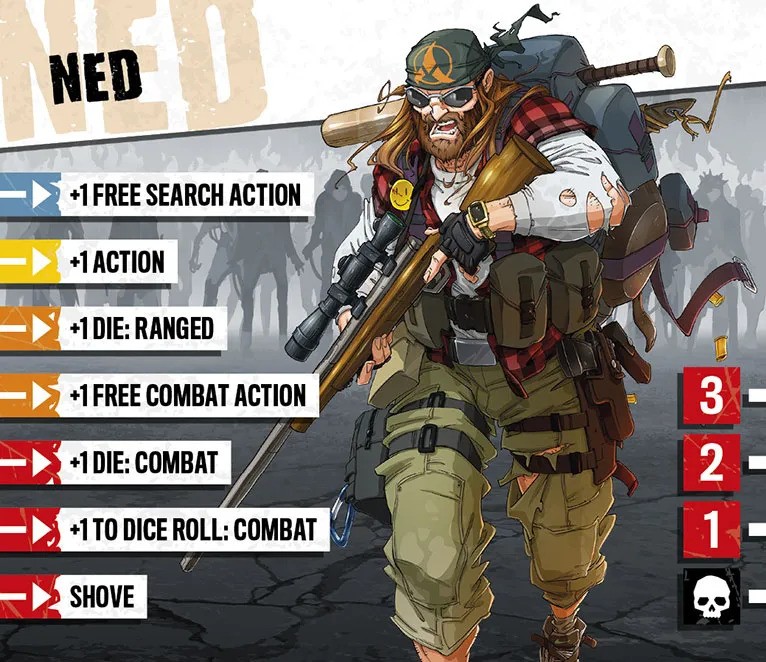 NED
NED
+1 FREE SEARCH ACTION
+1 ACTION
+1 DIE: RANGED
+1 FREE COMBAT ACTION
+1 DIE: COMBAT
+1 TO DICE ROLL: COMBAT
SHOVE
3
2
1